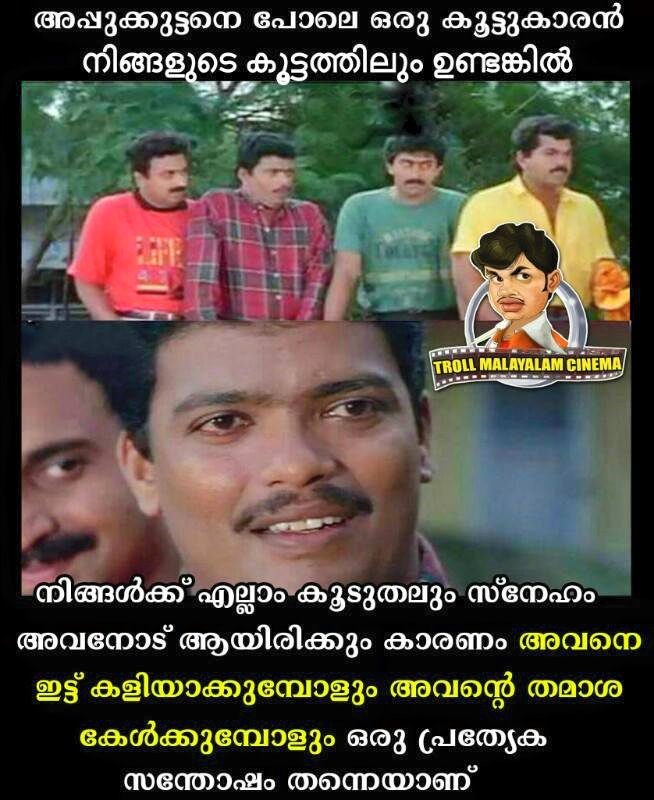 അപ്പുക്കുട്ടനെ പോലെ ഒരു കൂട്ടുകാരൻ
നിങ്ങളുടെ കൂട്ടത്തിലും ഉണ്ടങ്കിൽ
TROLL MALAYALAM CINEMA
നിങ്ങൾക്ക് എല്ലാം കൂടുതലും സ്നേഹം
അവനോട് ആയിരിക്കും കാരണം അവനെ
ഇട്ട് കളിയാക്കുമ്പോളും അവന്റെ തമാശ
കേൾക്കുമ്പോളും ഒരു പ്രത്യേക
സന്തോഷം തന്നെയാണ്